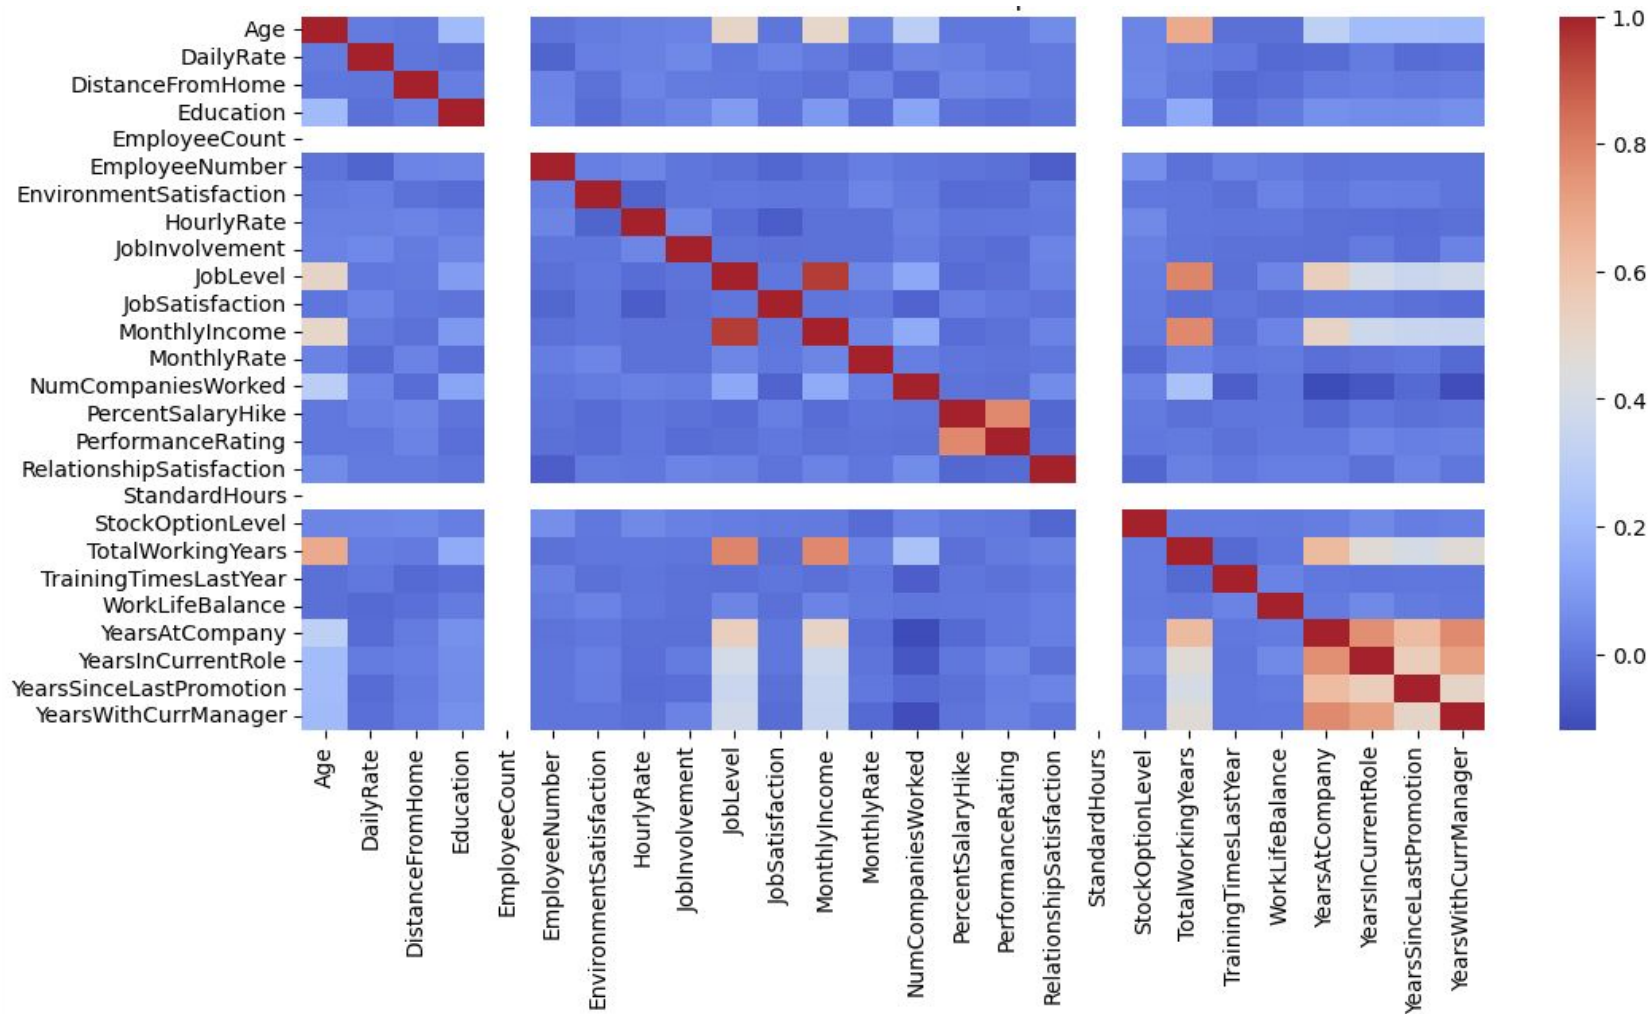 Age
DailyRate
DistanceFromHome
Education
EmployeeCount
EmployeeNumber
EnvironmentSatisfaction
HourlyRate
JobInvolvement
JobLevel
JobSatisfaction
MonthlyIncome
MonthlyRate
NumCompaniesWorked
PercentSalaryHike
PerformanceRating
RelationshipSatisfaction
StandardHours
StockOptionLevel
TotalWorkingYears
TrainingTimesLastYear
WorkLifeBalance
YearsAtCompany
YearsInCurrentRole
YearsSinceLastPromotion
YearsWithCurrManager
Age
DailyRate
DistanceFromHome
Education
EmployeeCount
EmployeeNumber
EnvironmentSatisfaction
HourlyRate
JobInvolvement
JobLevel
JobSatisfaction
MonthlyIncome
MonthlyRate
NumCompaniesWorked
PercentSalaryHike
PerformanceRating
RelationshipSatisfaction
StandardHours
StockOptionLevel
TotalWorkingYears
TrainingTimesLastYear
WorkLifeBalance
YearsAtCompany
YearsInCurrentRole
YearsSinceLastPromotion
YearsWithCurrManager
1.0
0.8
0.6
0.4
0.2
0.0